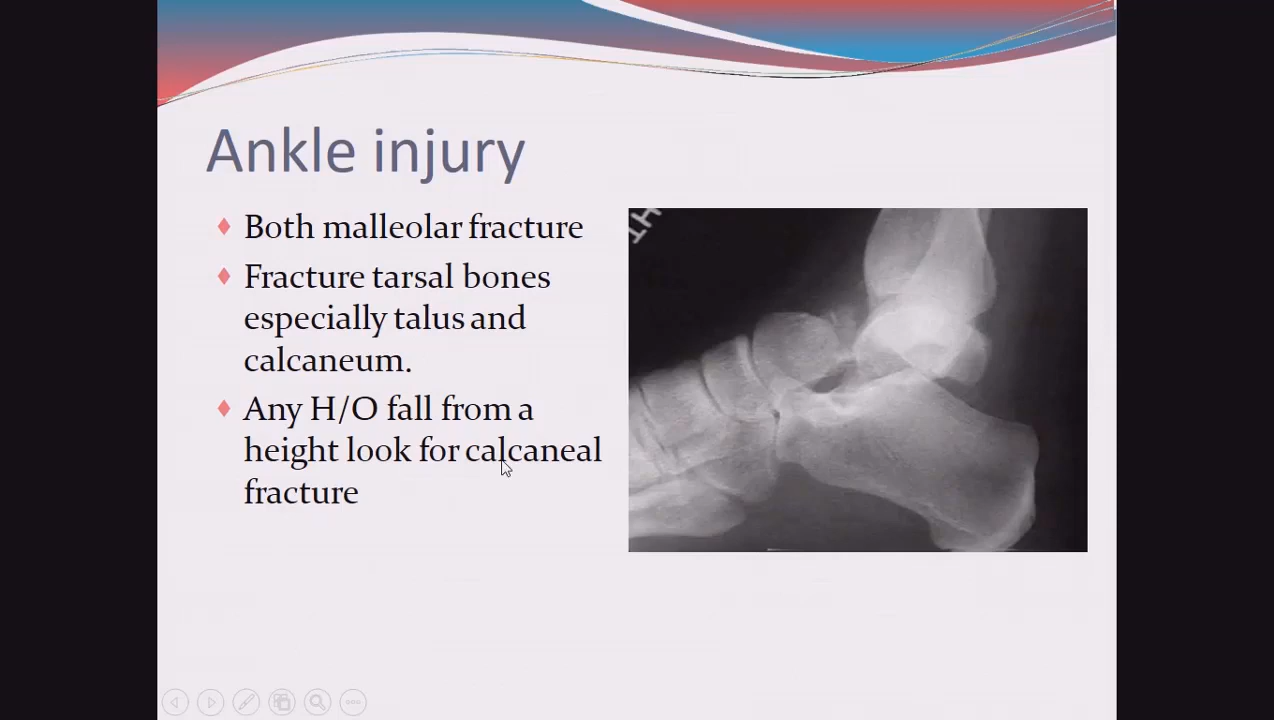 Ankle injury
Both malleolar fracture
Fracture tarsal bones
especially talus and
calcaneum.
Any H/O fall from a
height look for calcaneal
fracture